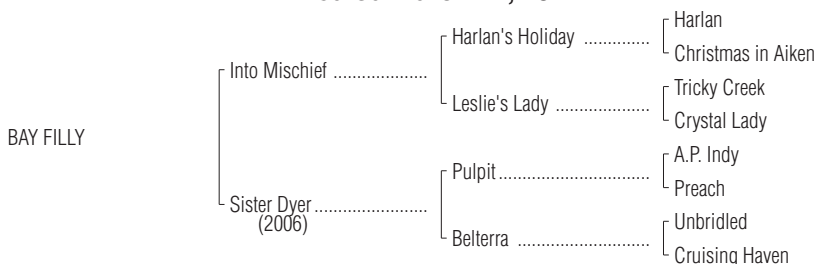 Harlan
Harlan's Holiday ..............
Christmas in Aiken
Into Mischief ....................
Tricky Creek
Leslie's Lady ....................
Crystal Lady
BAY FILLY
A.P. Indy
Pulpit................................
Preach
Sister Dyer ........................
(2006)
Unbridled
Belterra ............................
Cruising Haven